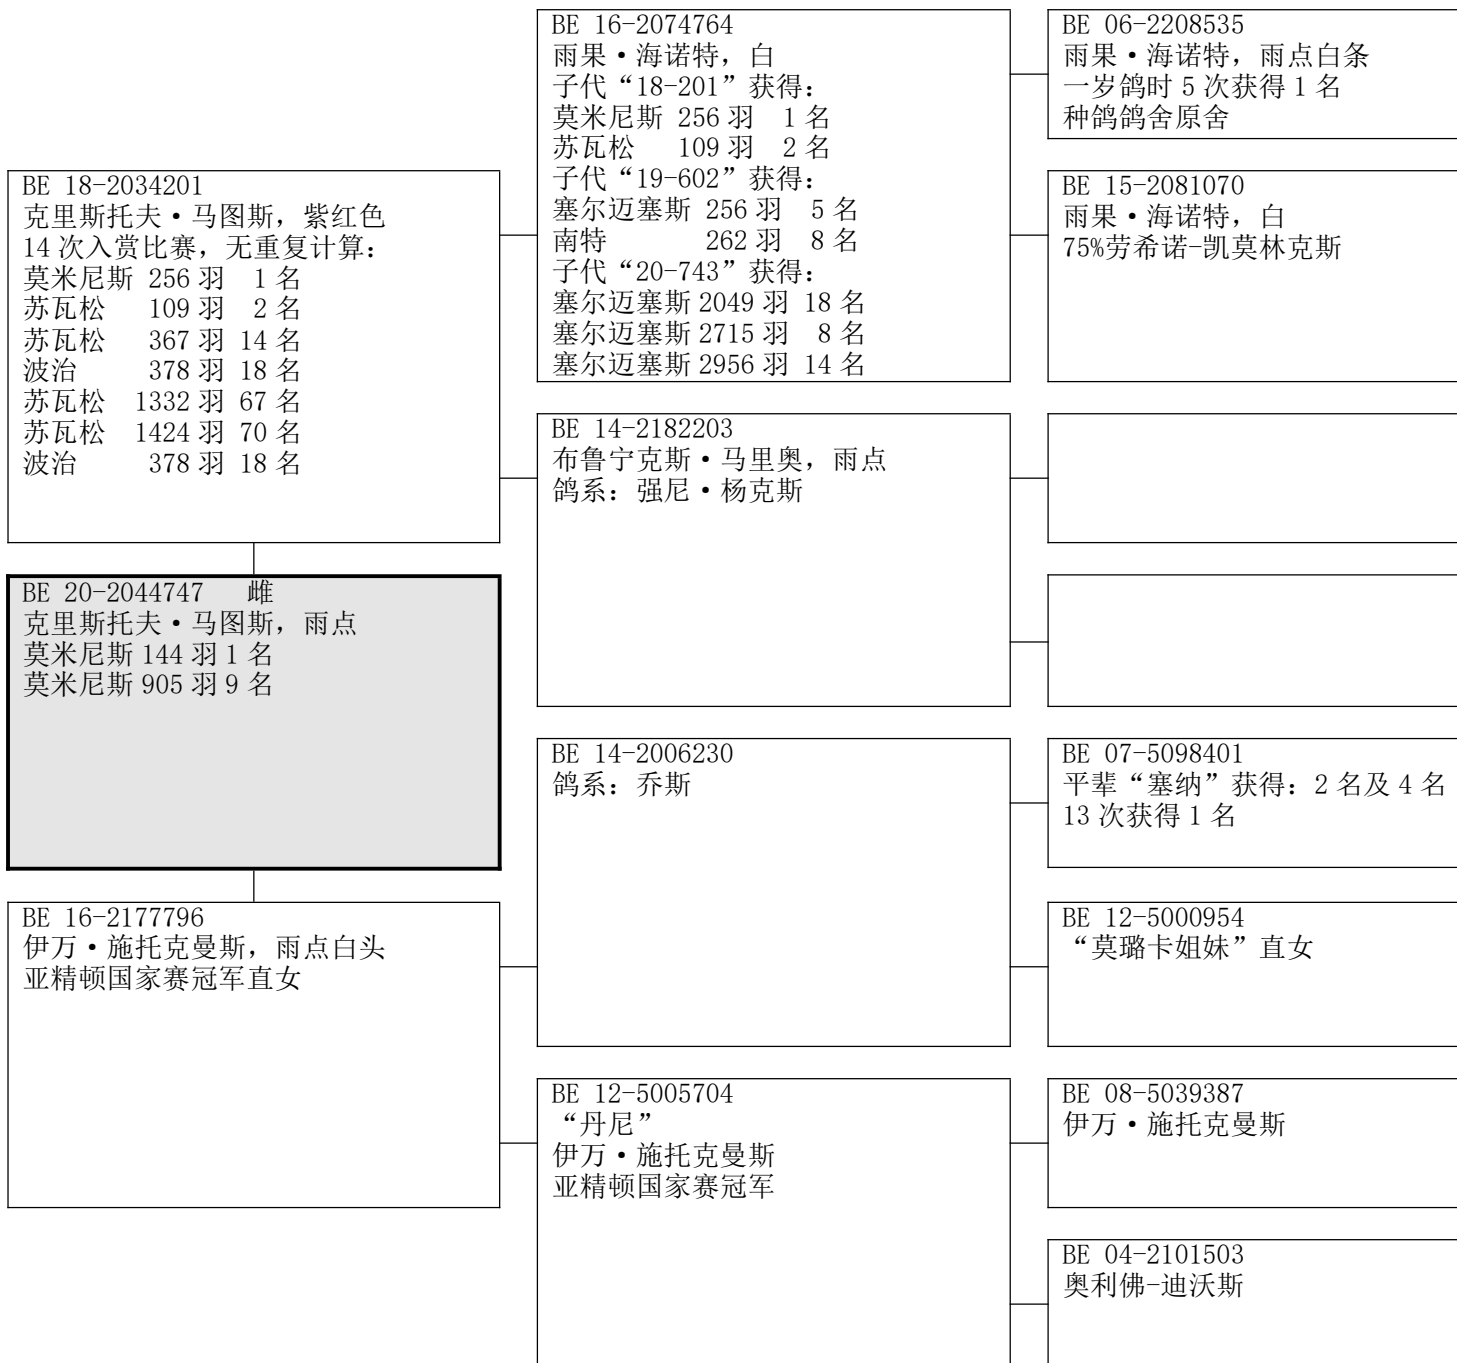 BE 16-2074764
雨果·海诺特，白
子代“18-201”获得：
莫米尼斯 256 羽 1 名
苏瓦松 109 羽 2 名
子代“19-602”获得：
塞尔迈塞斯 256 羽 5 名
南特 262 羽 8 名
子代“20-743”获得：
塞尔迈塞斯 2049 羽 18 名
塞尔迈塞斯 2715 羽 8 名
塞尔迈塞斯 2956 羽 14 名
BE 06-2208535
雨果·海诺特，雨点白条
一岁鸽时 5 次获得 1 名
种鸽鸽舍原舍
BE 15-2081070
雨果·海诺特，白
75%劳希诺-凯莫林克斯
BE 18-2034201
克里斯托夫·马图斯，紫红色
14 次入赏比赛，无重复计算：
莫米尼斯 256 羽 1 名
苏瓦松 109 羽 2 名
苏瓦松 367 羽 14 名
波治 378 羽 18 名
苏瓦松 1332 羽 67 名
苏瓦松 1424 羽 70 名
波治 378 羽 18 名
BE 14-2182203
布鲁宁克斯·马里奥，雨点
鸽系：强尼·杨克斯
BE 20-2044747 雌
克里斯托夫·马图斯，雨点
莫米尼斯 144 羽 1 名
莫米尼斯 905 羽 9 名
BE 14-2006230
鸽系：乔斯
BE 07-5098401
平辈“塞纳”获得：2 名及 4 名
13 次获得 1 名
BE 12-5000954
“莫璐卡姐妹”直女
BE 16-2177796
伊万·施托克曼斯，雨点白头
亚精顿国家赛冠军直女
BE 12-5005704
“丹尼”
伊万·施托克曼斯
亚精顿国家赛冠军
BE 08-5039387
伊万·施托克曼斯
BE 04-2101503
奥利佛-迪沃斯